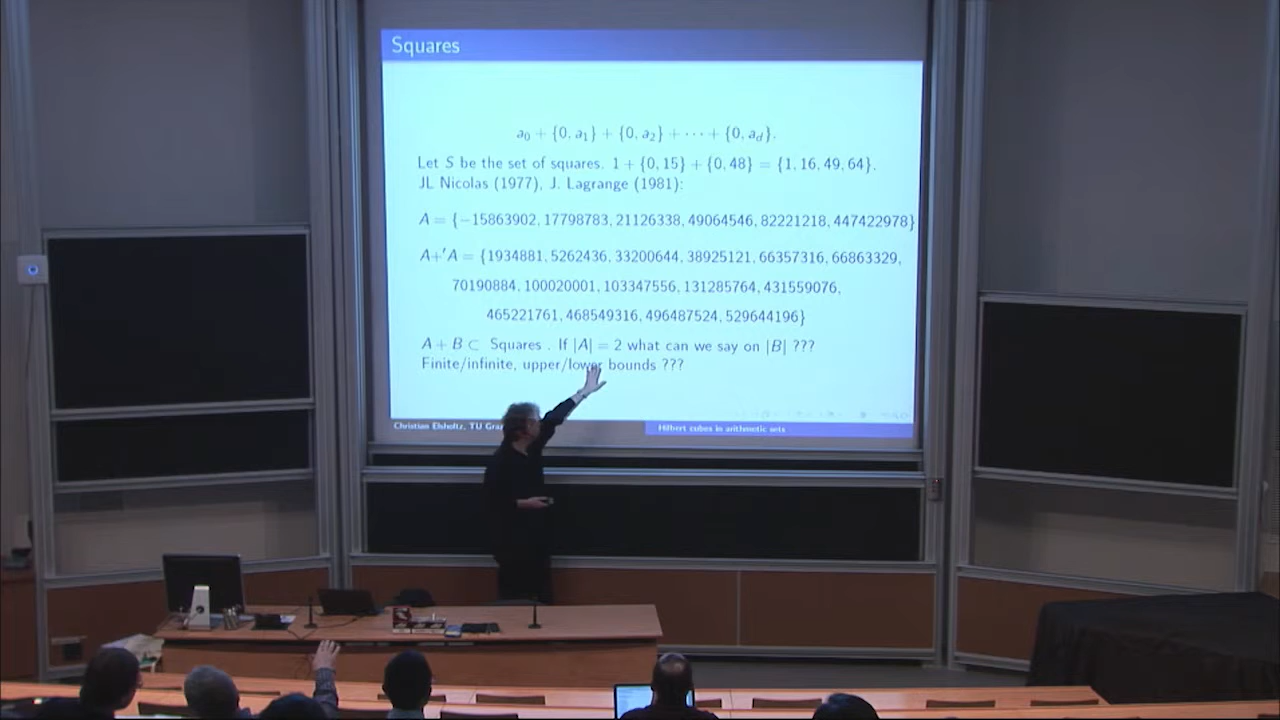 Squares
a₀ + {0, a₁} + {0, a₂} + ··· + {0, a_d}.
Let S be the set of squares. 1 + {0, 15} + {0, 48} = {1, 16, 49, 64}.
JL Nicolas (1977), J. Lagrange (1981):
A = {−15863902, 17798783, 21126338, 49064546, 82221218, 447422978}
A+′A = {1934881, 5262436, 33200644, 38925121, 66357316, 66863329,
70190884, 100020001, 103347556, 131285764, 431559076,
465221761, 468549316, 496487524, 529644196}
A + B ⊂ Squares . If |A| = 2 what can we say on |B| ???
Finite/infinite, upper/lower bounds ???
Christian Elsholtz, TU Graz
Hilbert cubes in arithmetic sets